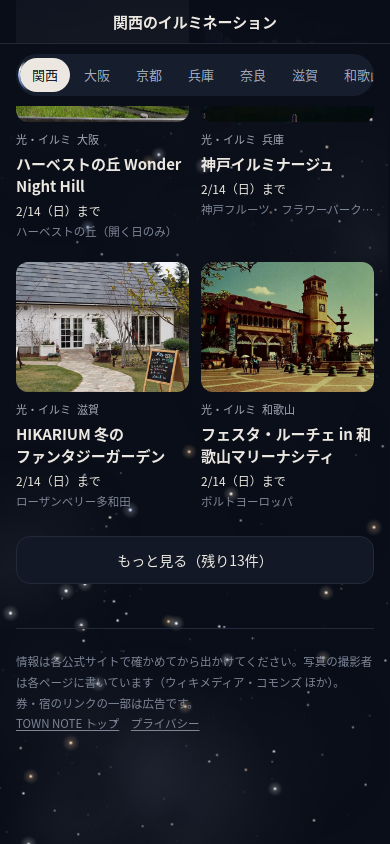 関西のイルミネーション
関西 大阪 京都 兵庫 奈良 滋賀 和歌
光・イルミ 大阪
ハーベストの丘 Wonder
Night Hill
2/14（日）まで
ハーベストの丘（開く日のみ）
光・イルミ 兵庫
神戸イルミナージュ
2/14（日）まで
神戸フルーツ・フラワーパーク…
光・イルミ 滋賀
HIKARIUM 冬の
ファンタジーガーデン
2/14（日）まで
ローザンベリー多和田
光・イルミ 和歌山
フェスタ・ルーチェ in 和
歌山マリーナシティ
2/14（日）まで
ポルトヨーロッパ
もっと見る（残り13件）
情報は各公式サイトで確かめてから出かけてください。写真の撮影者
は各ページに書いています（ウィキメディア・コモンズ ほか）。
券・宿のリンクの一部は広告です。
TOWN NOTE トップ プライバシー